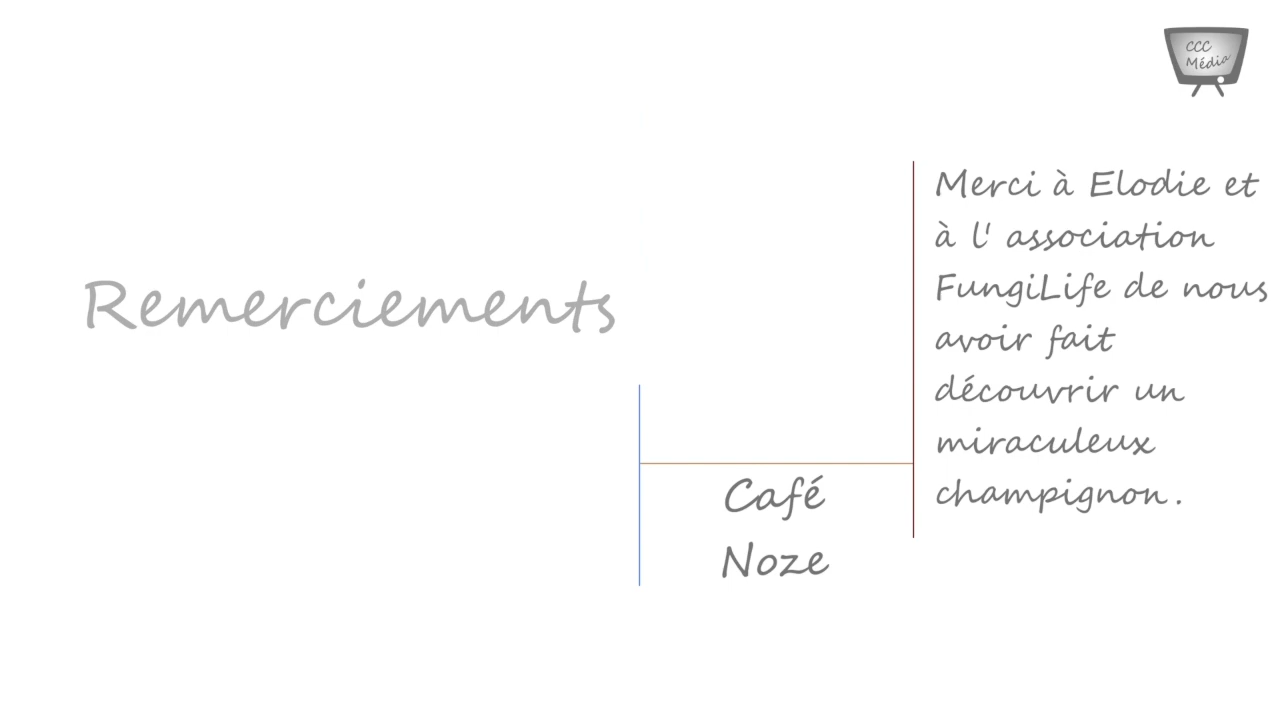 CCC
Média
Remerciements
Café
Noze
Merci à Elodie et
à l' association
FungiLife de nous
avoir fait
découvrir un
miraculeux
champignon.